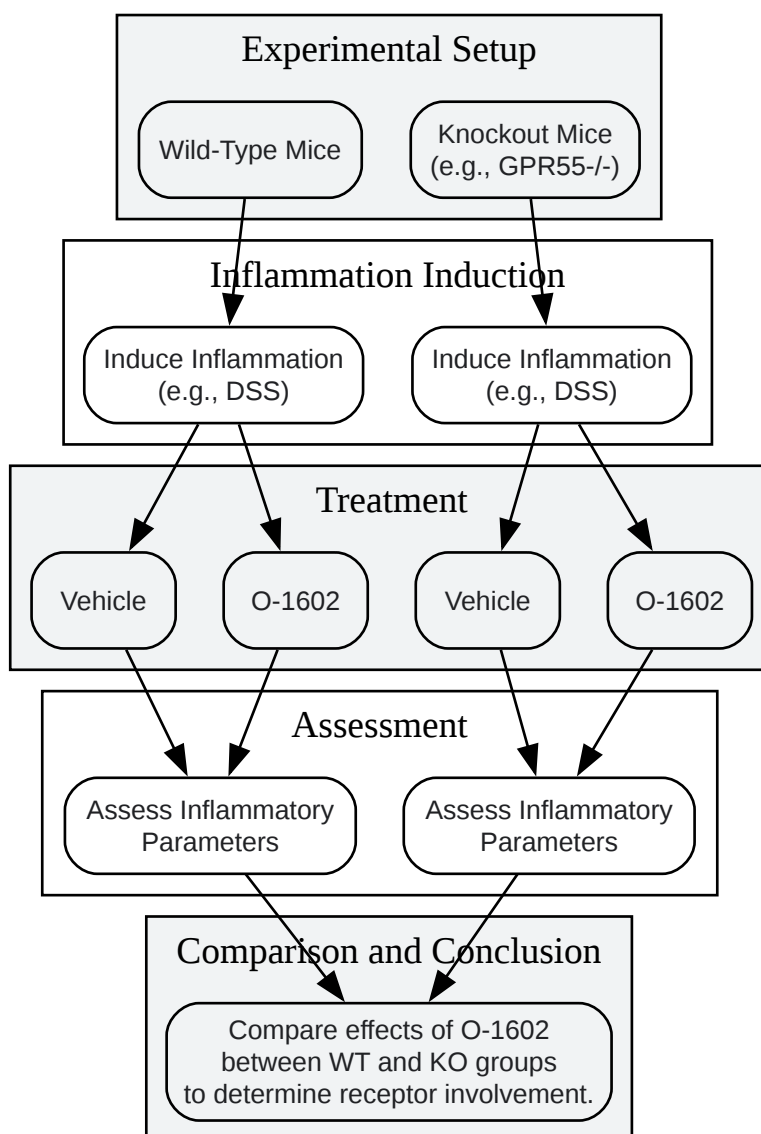 Experimental Setup
Wild-Type Mice
Knockout Mice
(e.g., GPR55-/-)
Inflammation Induction
Induce Inflammation
(e.g., DSS)
Induce Inflammation
(e.g., DSS)
Treatment
Vehicle
O-1602
Vehicle
O-1602
Assessment
Assess Inflammatory
Parameters
Assess Inflammatory
Parameters
Comparison and Conclusion
Compare effects of O-1602
between WT and KO groups
to determine receptor involvement.